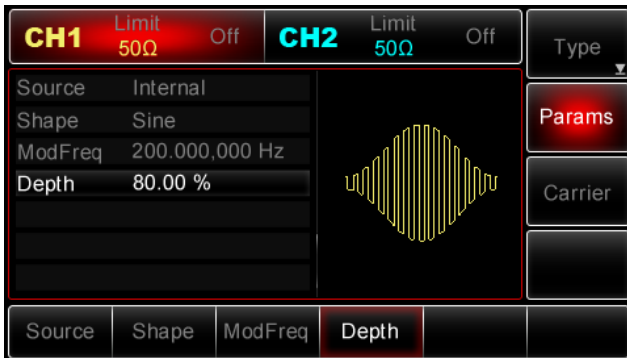 CH1 Limit 50Ω Off CH2 Limit 50Ω Off
Type
Source Internal
Shape Sine
ModFreq 200.000,000 Hz
Depth 80.00 %
Params
Carrier
Source Shape ModFreq Depth